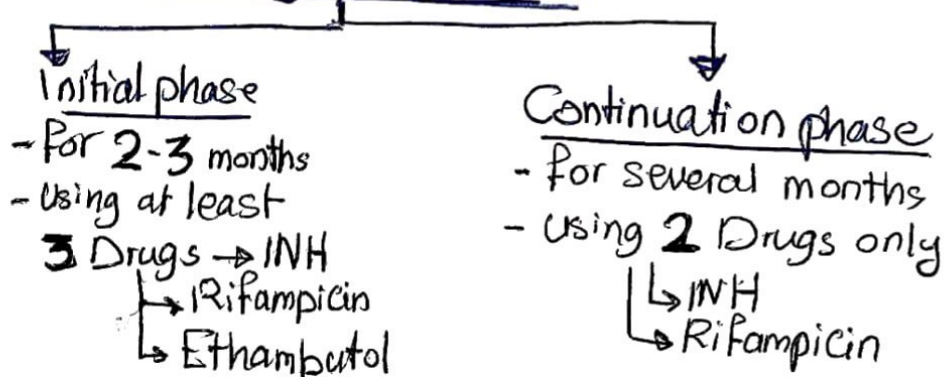 Initial phase
- For 2-3 months
- Using at least
3 Drugs → INH
→ Rifampicin
→ Ethambutol
Continuation phase
- for several months
- using 2 Drugs only
→ INH
→ Rifampicin